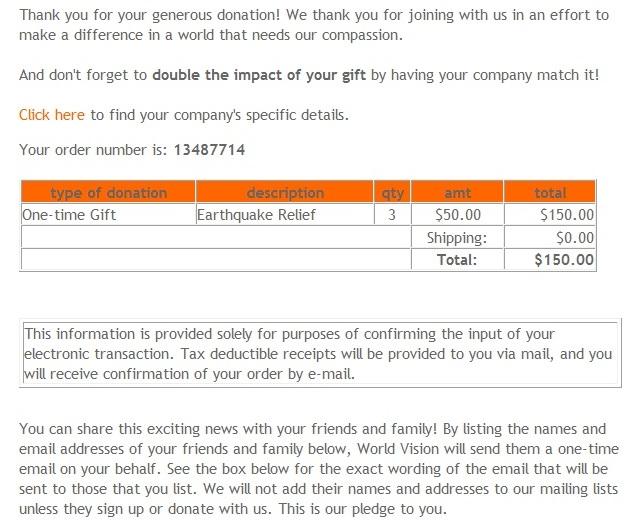 Thank you for your generous donation! We thank you for joining with us in an effort to
make a difference in a world that needs our compassion.
And don't forget to double the impact of your gift by having your company match it!
Click here to find your company's specific details.
Your order number is: 13487714
type of donation description qty amt total
One-time Gift Earthquake Relief 3 $50.00 $150.00
Shipping: $0.00
Total: $150.00
This information is provided solely for purposes of confirming the input of your
electronic transaction. Tax deductible receipts will be provided to you via mail, and you
will receive confirmation of your order by e-mail.
You can share this exciting news with your friends and family! By listing the names and
email addresses of your friends and family below, World Vision will send them a one-time
email on your behalf. See the box below for the exact wording of the email that will be
sent to those that you list. We will not add their names and addresses to our mailing lists
unless they sign up or donate with us. This is our pledge to you.